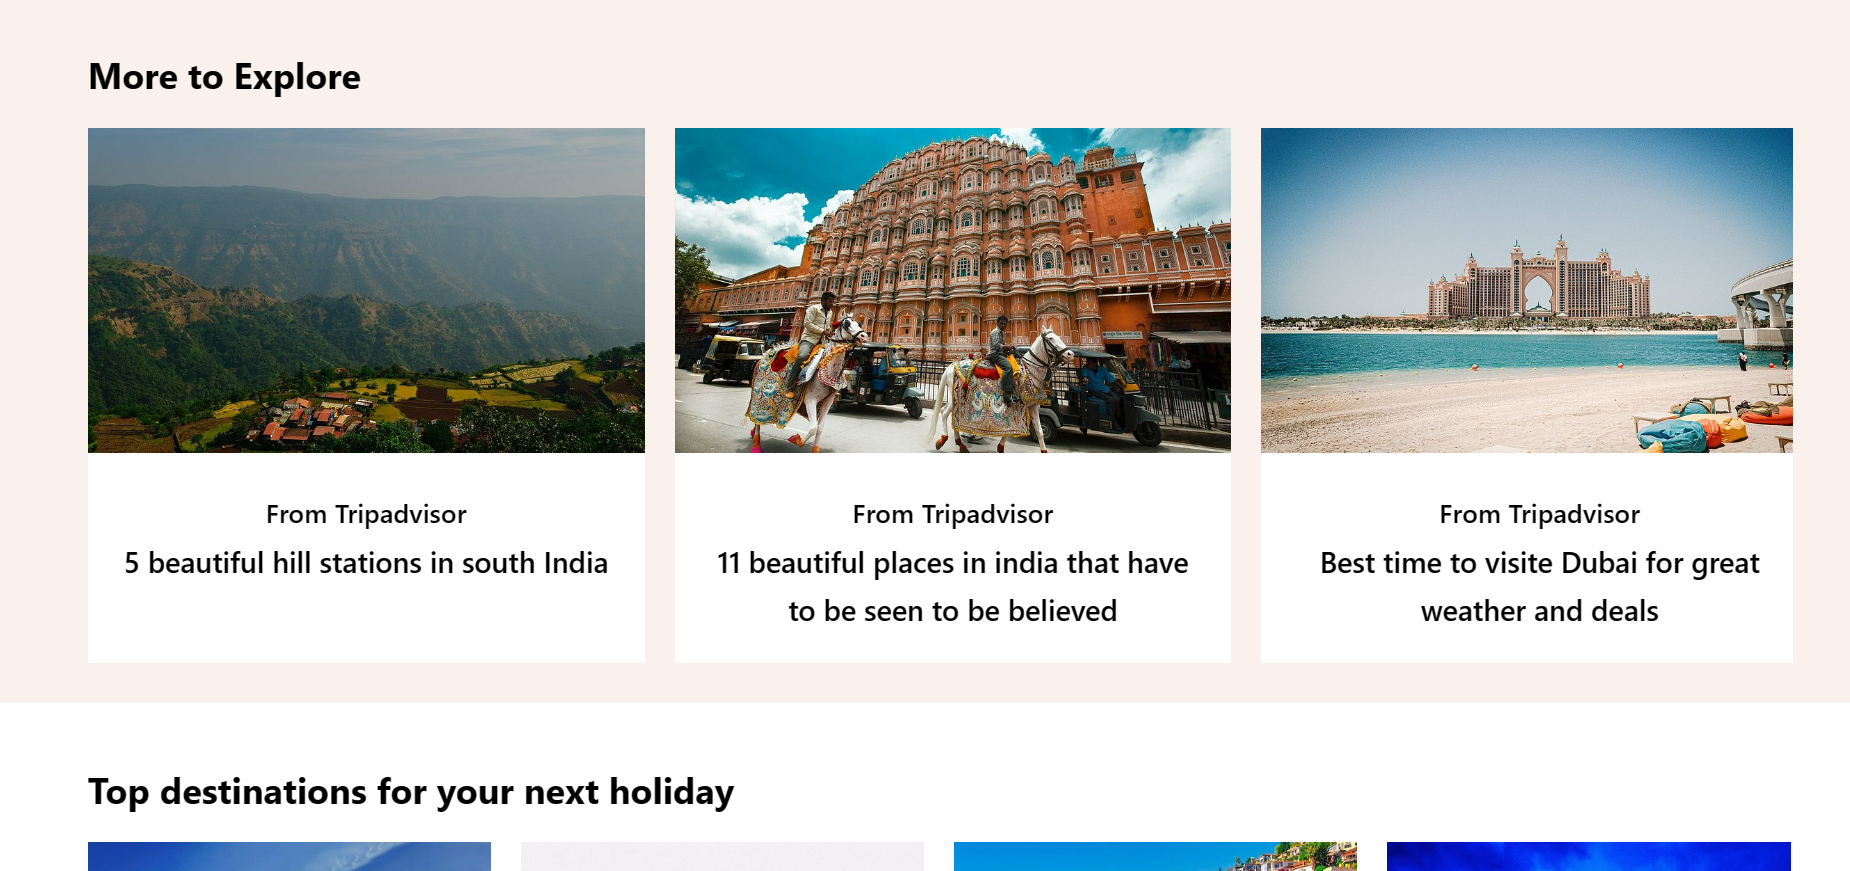 More to Explore
From Tripadvisor
5 beautiful hill stations in south India
From Tripadvisor
11 beautiful places in india that have
to be seen to be believed
From Tripadvisor
Best time to visite Dubai for great
weather and deals
Top destinations for your next holiday